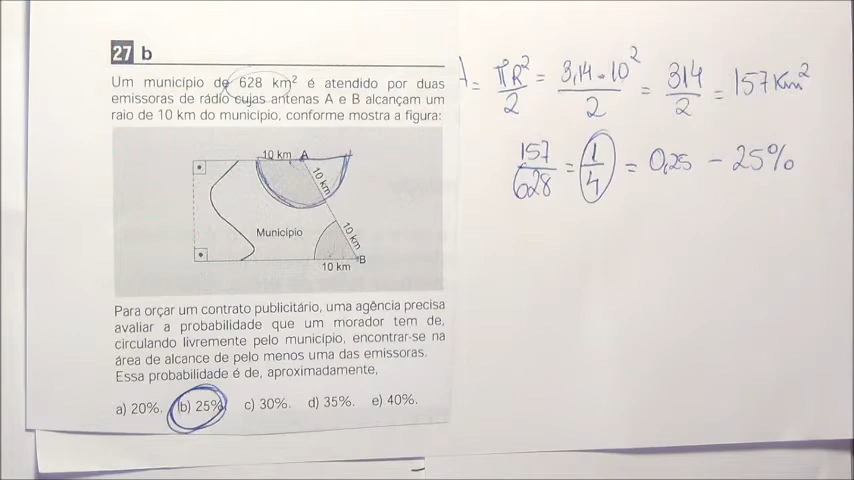 27 b
Um município de 628 km² é atendido por duas
emissoras de rádio cujas antenas A e B alcançam um
raio de 10 km do município, conforme mostra a figura:
10 km A
10 km
Município
10 km
10 km
B
Para orçar um contrato publicitário, uma agência precisa
avaliar a probabilidade que um morador tem de,
circulando livremente pelo município, encontrar-se na
área de alcance de pelo menos uma das emissoras.
Essa probabilidade é de, aproximadamente,
a) 20%. b) 25% c) 30%. d) 35%. e) 40%.
A = πR²/2 = 3,14 · 10²/2 = 314/2 = 157 Km²
157/628 = 1/4 = 0,25 - 25%